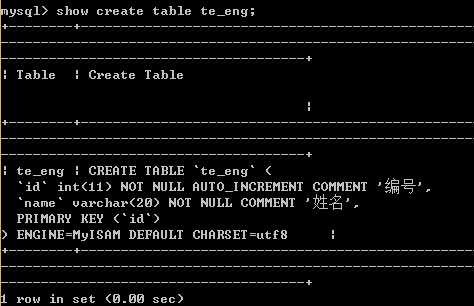 mysql> show create table te_eng;
+--------+--------------------------------------------------
------------------------------------------------------------
---------------------------------------+
| Table  | Create Table
                                       |
+--------+--------------------------------------------------
------------------------------------------------------------
---------------------------------------+
| te_eng | CREATE TABLE `te_eng` (
  `id` int(11) NOT NULL AUTO_INCREMENT COMMENT '编号',
  `name` varchar(20) NOT NULL COMMENT '姓名',
  PRIMARY KEY (`id`)
) ENGINE=MyISAM DEFAULT CHARSET=utf8      |
+--------+--------------------------------------------------
------------------------------------------------------------
---------------------------------------+
1 row in set (0.00 sec)